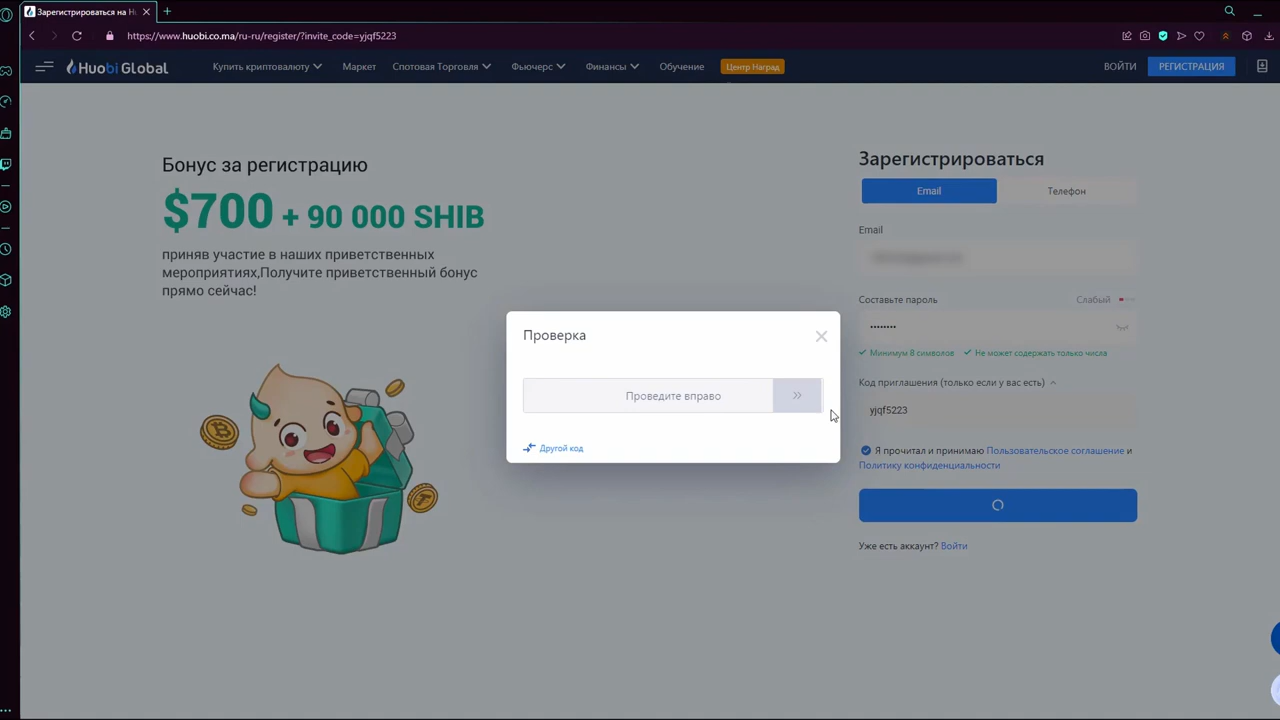 Зарегистрироваться на Hu
https://www.huobi.co.ma/ru-ru/register/?invite_code=yjqf5223
Huobi Global
Купить криптовалюту
Маркет
Спотовая Торговля
Фьючерс
Финансы
Обучение
Центр Наград
ВОЙТИ
РЕГИСТРАЦИЯ
Бонус за регистрацию
$700 + 90 000 SHIB
приняв участие в наших приветственных
мероприятиях,Получите приветственный бонус
прямо сейчас!
Зарегистрироваться
Email
Телефон
Email
Составьте пароль
Слабый
Минимум 8 символов
Не может содержать только числа
Код приглашения (только если у вас есть)
yjqf5223
Я прочитал и принимаю Пользовательское соглашение и
Политику конфиденциальности
Уже есть аккаунт? Войти
Проверка
Проведите вправо
Другой код